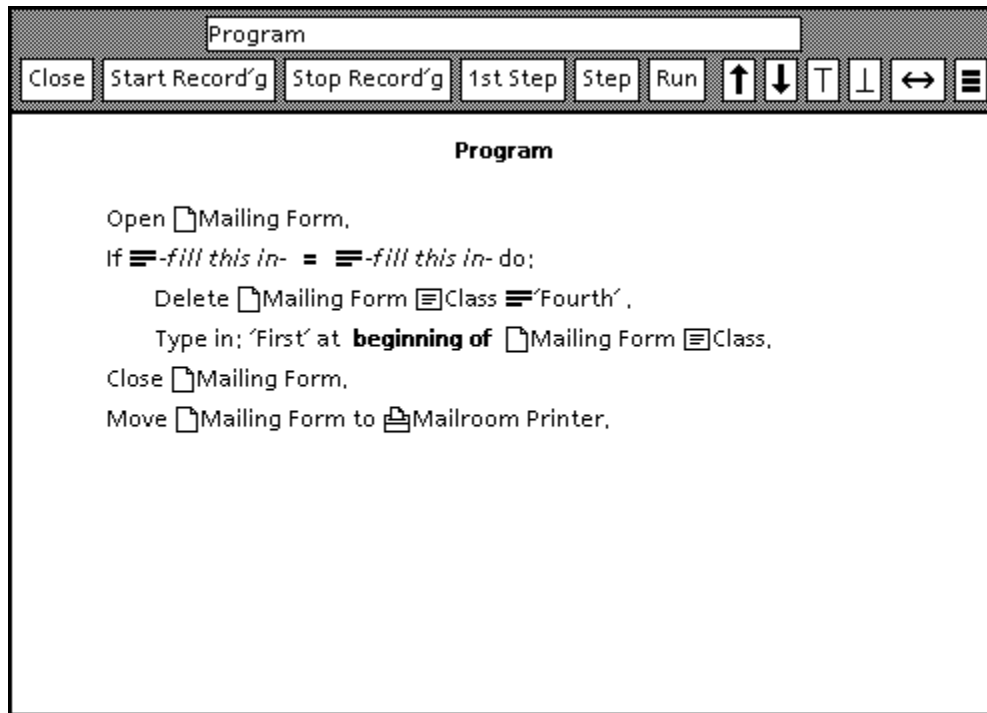 Program
Close Start Record´g Stop Record´g 1st Step Step Run
Program
Open Mailing Form.
If -fill this in- = -fill this in- do:
Delete Mailing Form Class ´Fourth´ .
Type in: ´First´ at beginning of Mailing Form Class.
Close Mailing Form.
Move Mailing Form to Mailroom Printer.